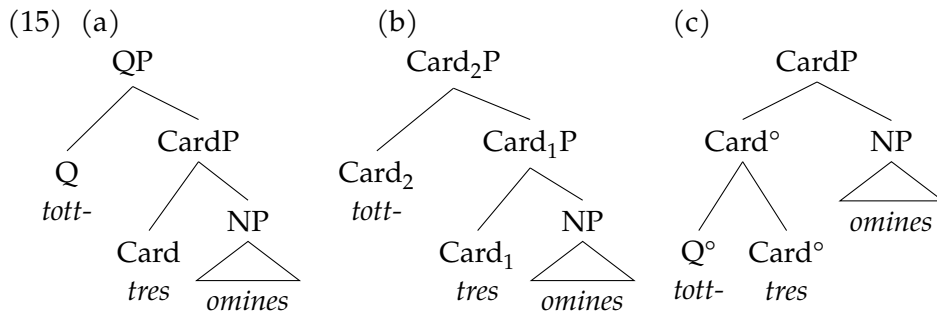 (15) (a) (b) (c)
QP Card₂P CardP
CardP Card₁P Card° NP
Q Card₂ omines
tott- tott-
NP NP
Card Card₁ Q° Card°
tres omines tres omines tott- tres